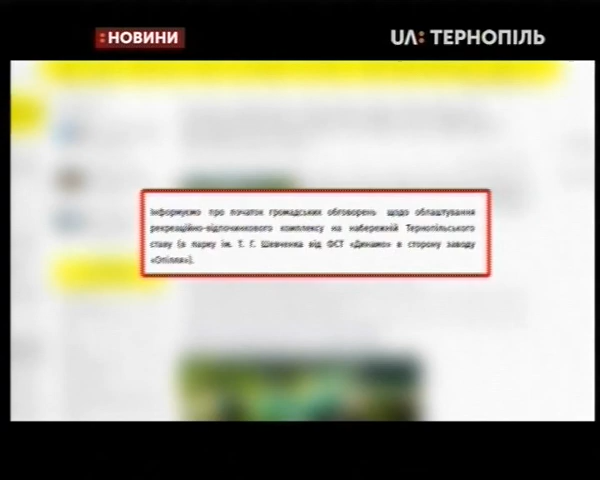 :НОВИНИ
UA: ТЕРНОПІЛЬ
Інформуємо про початок громадських обговорень щодо облаштування
рекреаційно-відпочинкового комплексу на набережній Тернопільського
ставу (в парку ім. Т. Г. Шевченка від ФСТ «Динамо» в сторону заводу
«Опілля»).